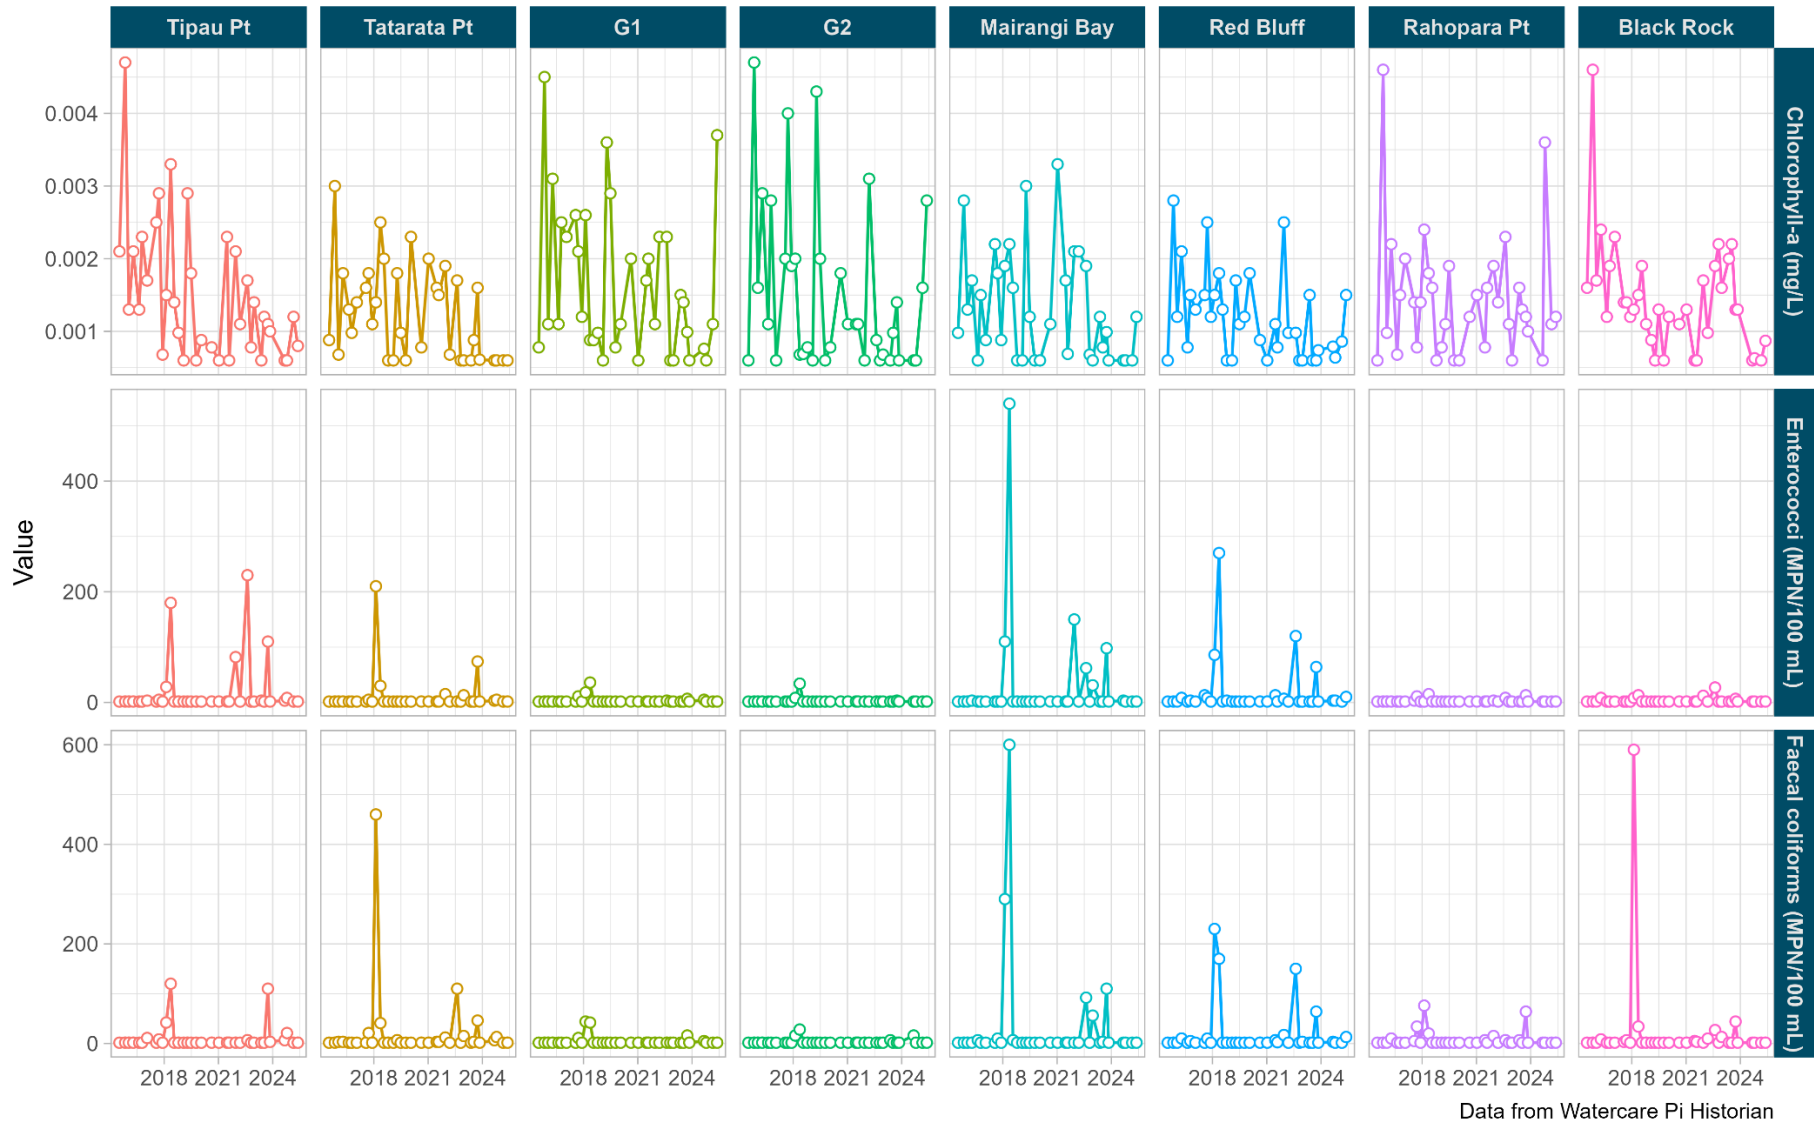 Tipau Pt
Tatarata Pt
G1
G2
Mairangi Bay
Red Bluff
Rahopara Pt
Black Rock
0.004
0.003
0.002
0.001
Chlorophyll-a (mg/L)
400
200
0
Enterococci (MPN/100 mL)
Value
600
400
200
0
Faecal coliforms (MPN/100 mL)
2018 2021 2024
2018 2021 2024
2018 2021 2024
2018 2021 2024
2018 2021 2024
2018 2021 2024
2018 2021 2024
2018 2021 2024
Data from Watercare Pi Historian